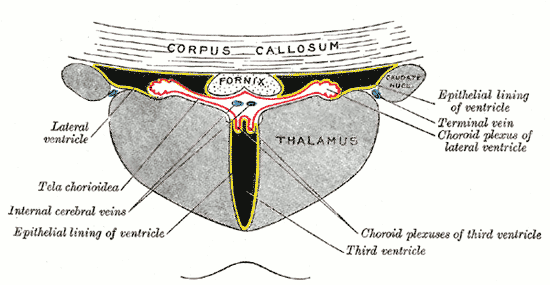 CORPUS CALLOSUM
FORNIX
CAUDATE
NUCL.
Epithelial lining
of ventricle
Terminal vein
Choroid plexus of
lateral ventricle
Lateral
ventricle
THALAMUS
Tela chorioidea
Internal cerebral veins
Epithelial lining of ventricle
Choroid plexuses of third ventricle
Third ventricle